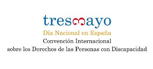 tresmayo
Día Nacional en España
Convención Internacional
sobre los Derechos de las Personas con Discapacidad